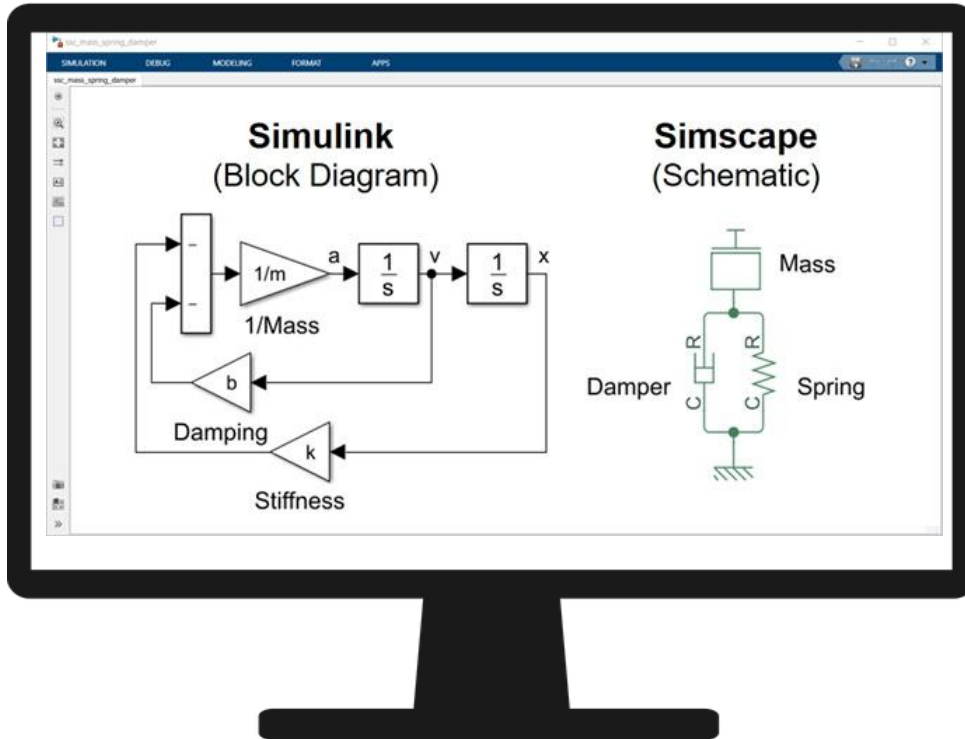 ssc_mass_spring_damper
SIMULATION DEBUG MODELING FORMAT APPS
ssc_mass_spring_damper
Simulink
(Block Diagram)
−
−
1/m
1/Mass
a
1
s
v
1
s
x
b
Damping
k
Stiffness
Simscape
(Schematic)
Mass
Damper
R
C
R
C
Spring